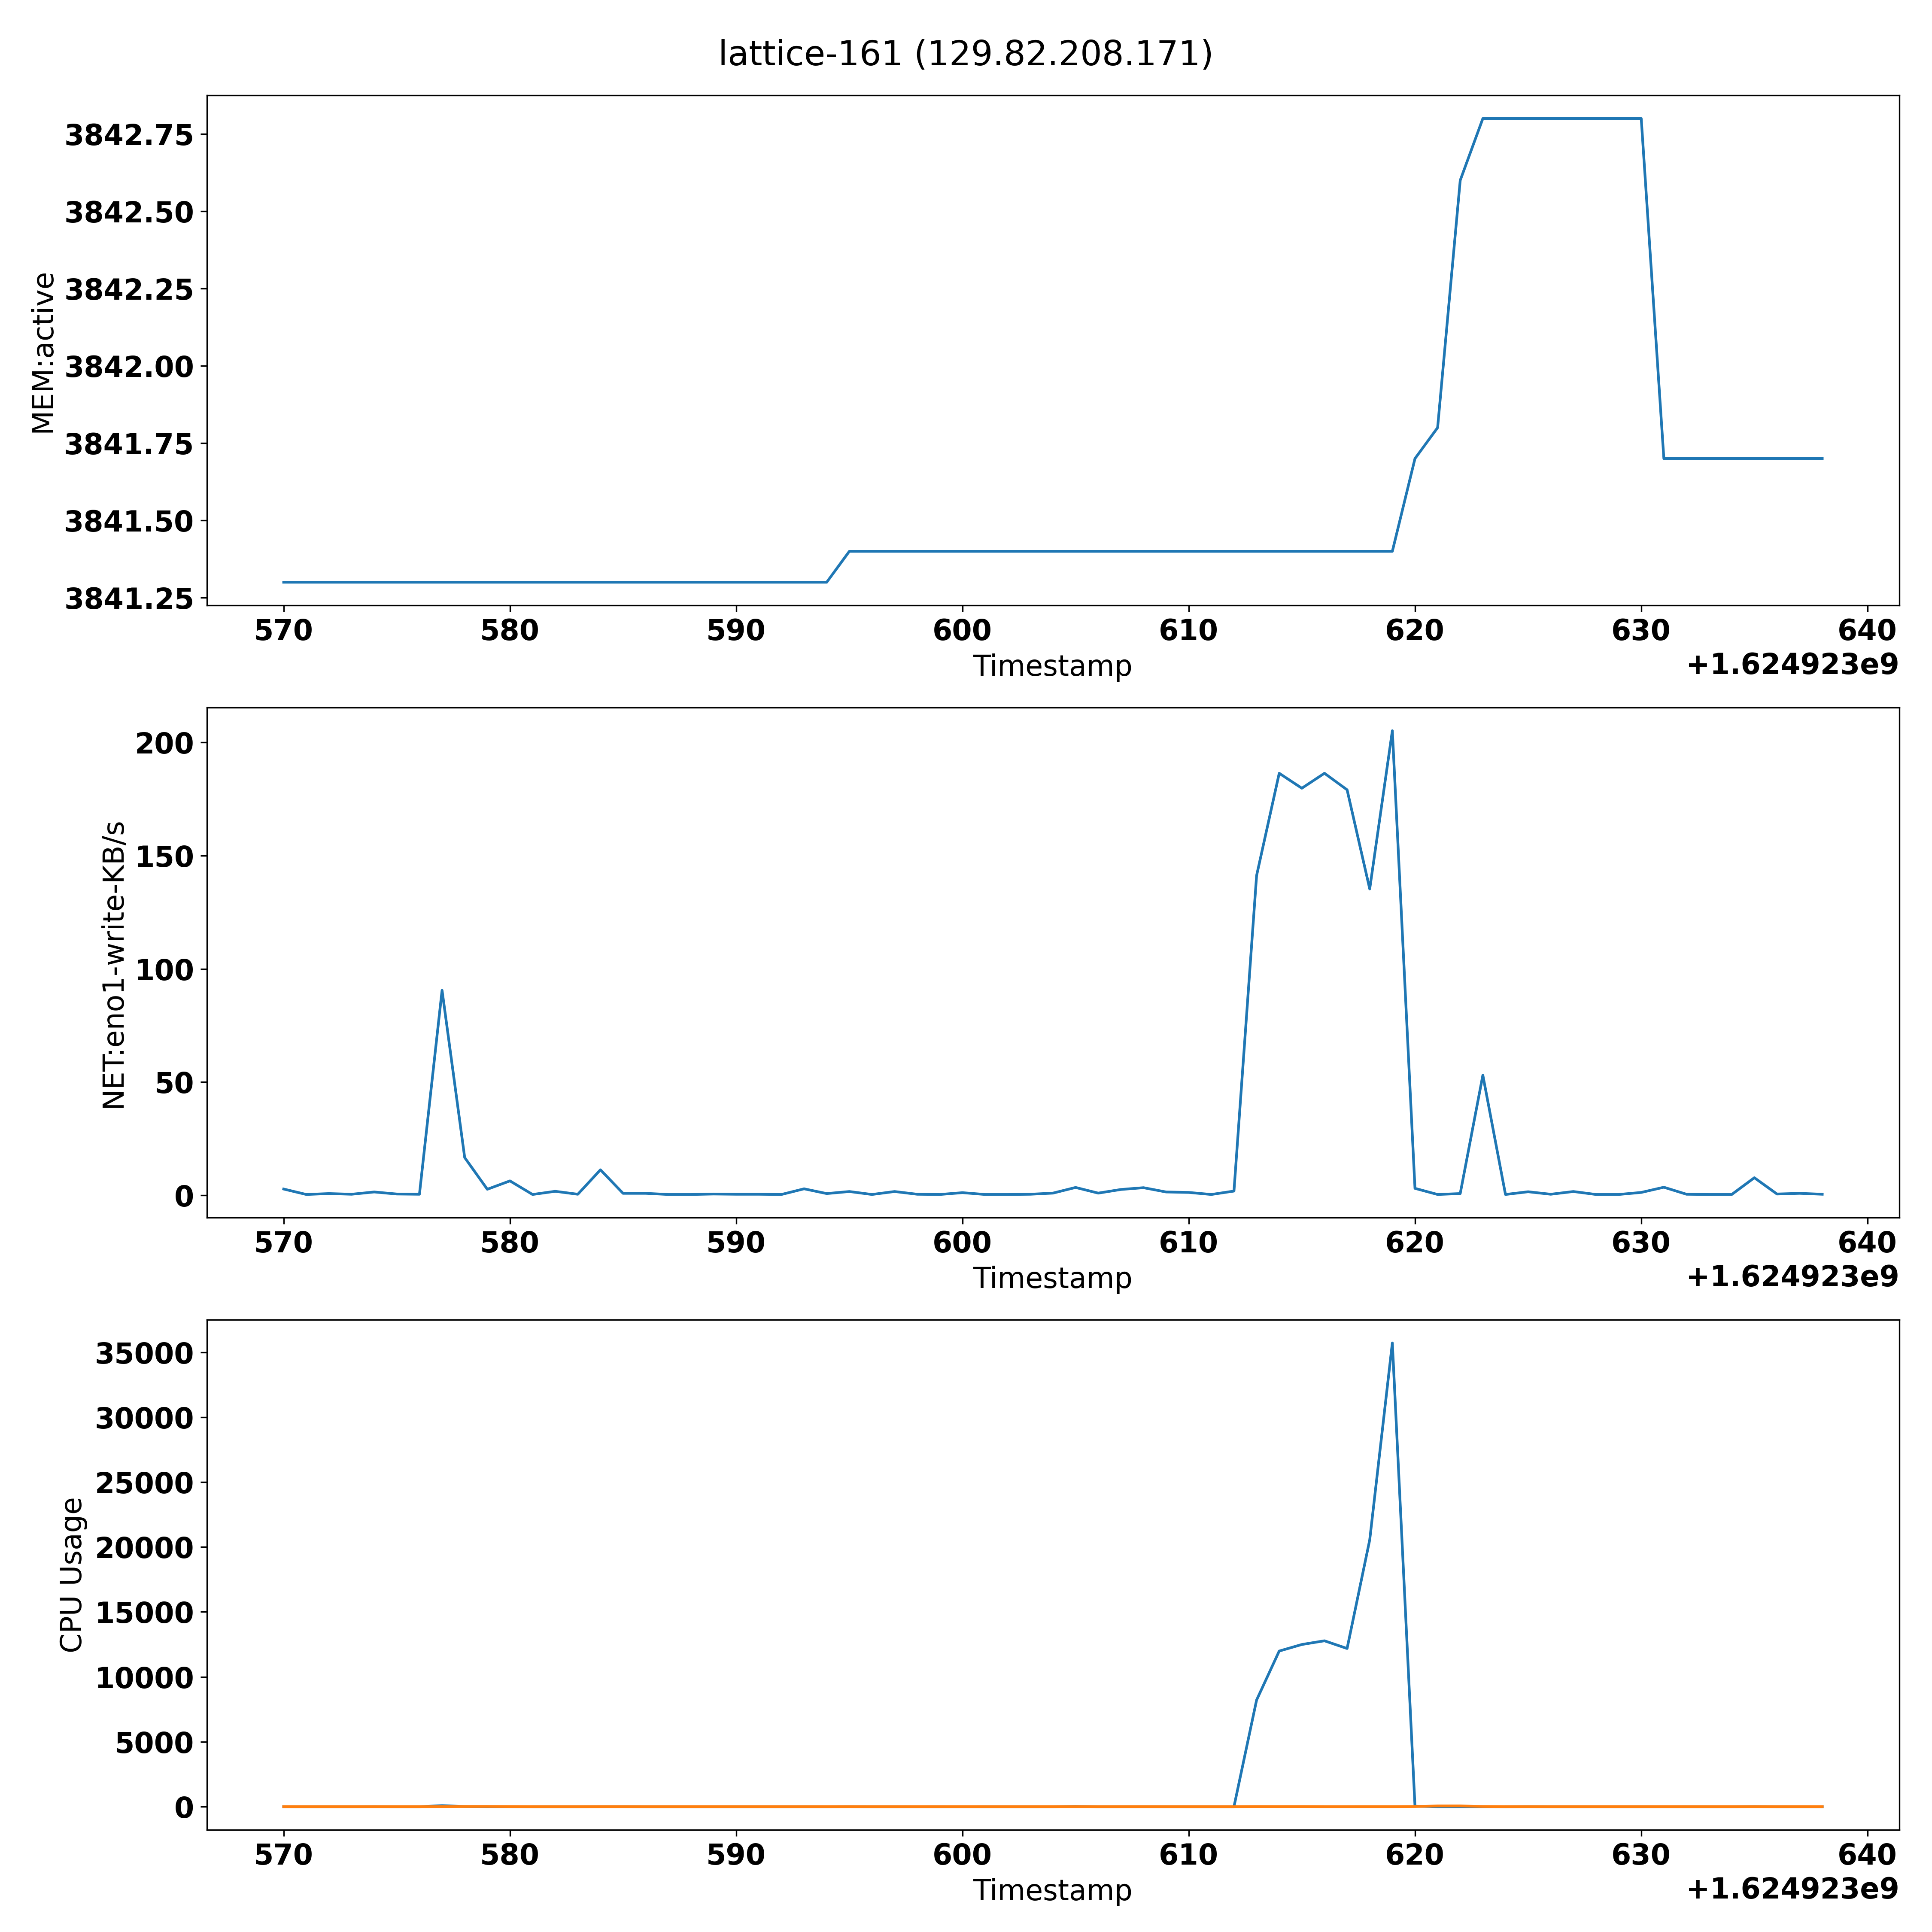 lattice-161 (129.82.208.171)
3842.75
3842.50
3842.25
3842.00
3841.75
3841.50
3841.25
MEM:active
570 580 590 600 610 620 630 640
Timestamp
+1.624923e9
200
150
100
50
0
NET:eno1-write-KB/s
570 580 590 600 610 620 630 640
Timestamp
+1.624923e9
35000
30000
25000
20000
15000
10000
5000
0
CPU Usage
570 580 590 600 610 620 630 640
Timestamp
+1.624923e9